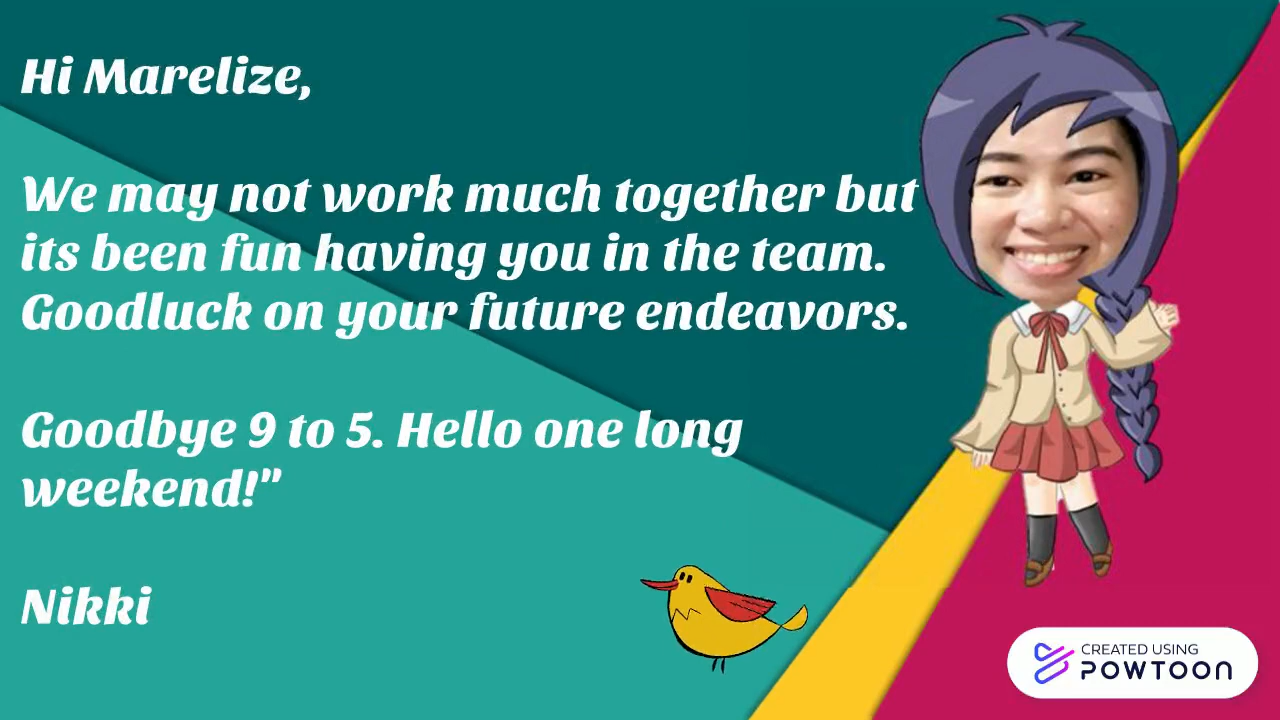 Hi Marelize,
We may not work much together but
its been fun having you in the team.
Goodluck on your future endeavors.
Goodbye 9 to 5. Hello one long
weekend!"
Nikki
CREATED USING
POWTOON